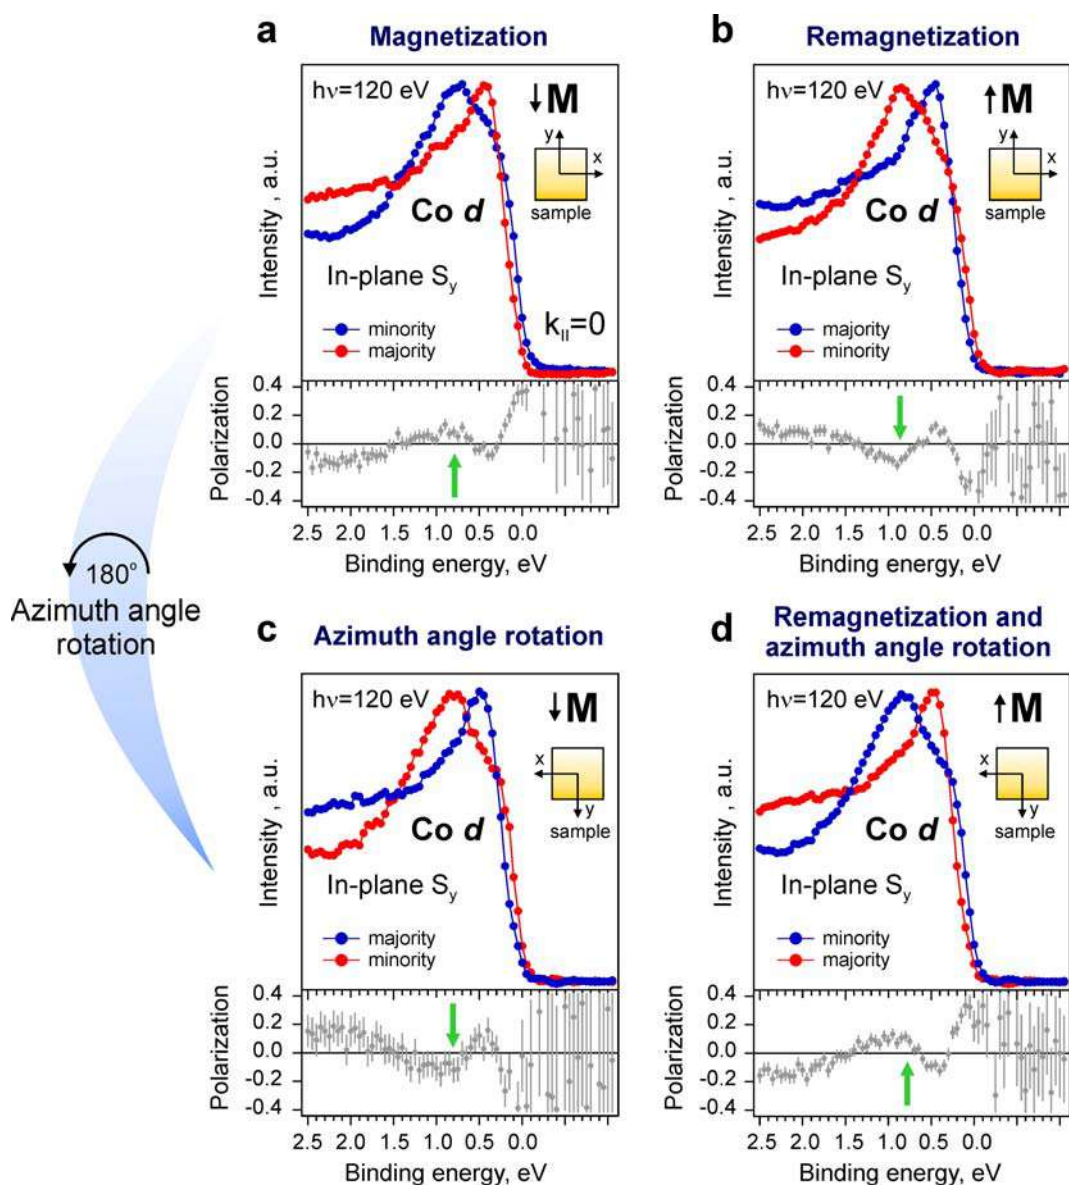 a Magnetization
hν=120 eV
↓M
y
x
sample
Co d
In-plane Sy
k||=0
minority
majority
Intensity , a.u.
0.4
0.2
0.0
-0.2
-0.4
Polarization
2.5 2.0 1.5 1.0 0.5 0.0
Binding energy, eV
b Remagnetization
hν=120 eV
↑M
y
x
sample
Co d
In-plane Sy
majority
minority
Intensity , a.u.
0.4
0.2
0.0
-0.2
-0.4
Polarization
2.5 2.0 1.5 1.0 0.5 0.0
Binding energy, eV
180°
Azimuth angle
rotation
c Azimuth angle rotation
hν=120 eV
↓M
x
y
sample
Co d
In-plane Sy
majority
minority
Intensity , a.u.
0.4
0.2
0.0
-0.2
-0.4
Polarization
2.5 2.0 1.5 1.0 0.5 0.0
Binding energy, eV
d Remagnetization and
azimuth angle rotation
hν=120 eV
↑M
x
y
sample
Co d
In-plane Sy
minority
majority
Intensity , a.u.
0.4
0.2
0.0
-0.2
-0.4
Polarization
2.5 2.0 1.5 1.0 0.5 0.0
Binding energy, eV